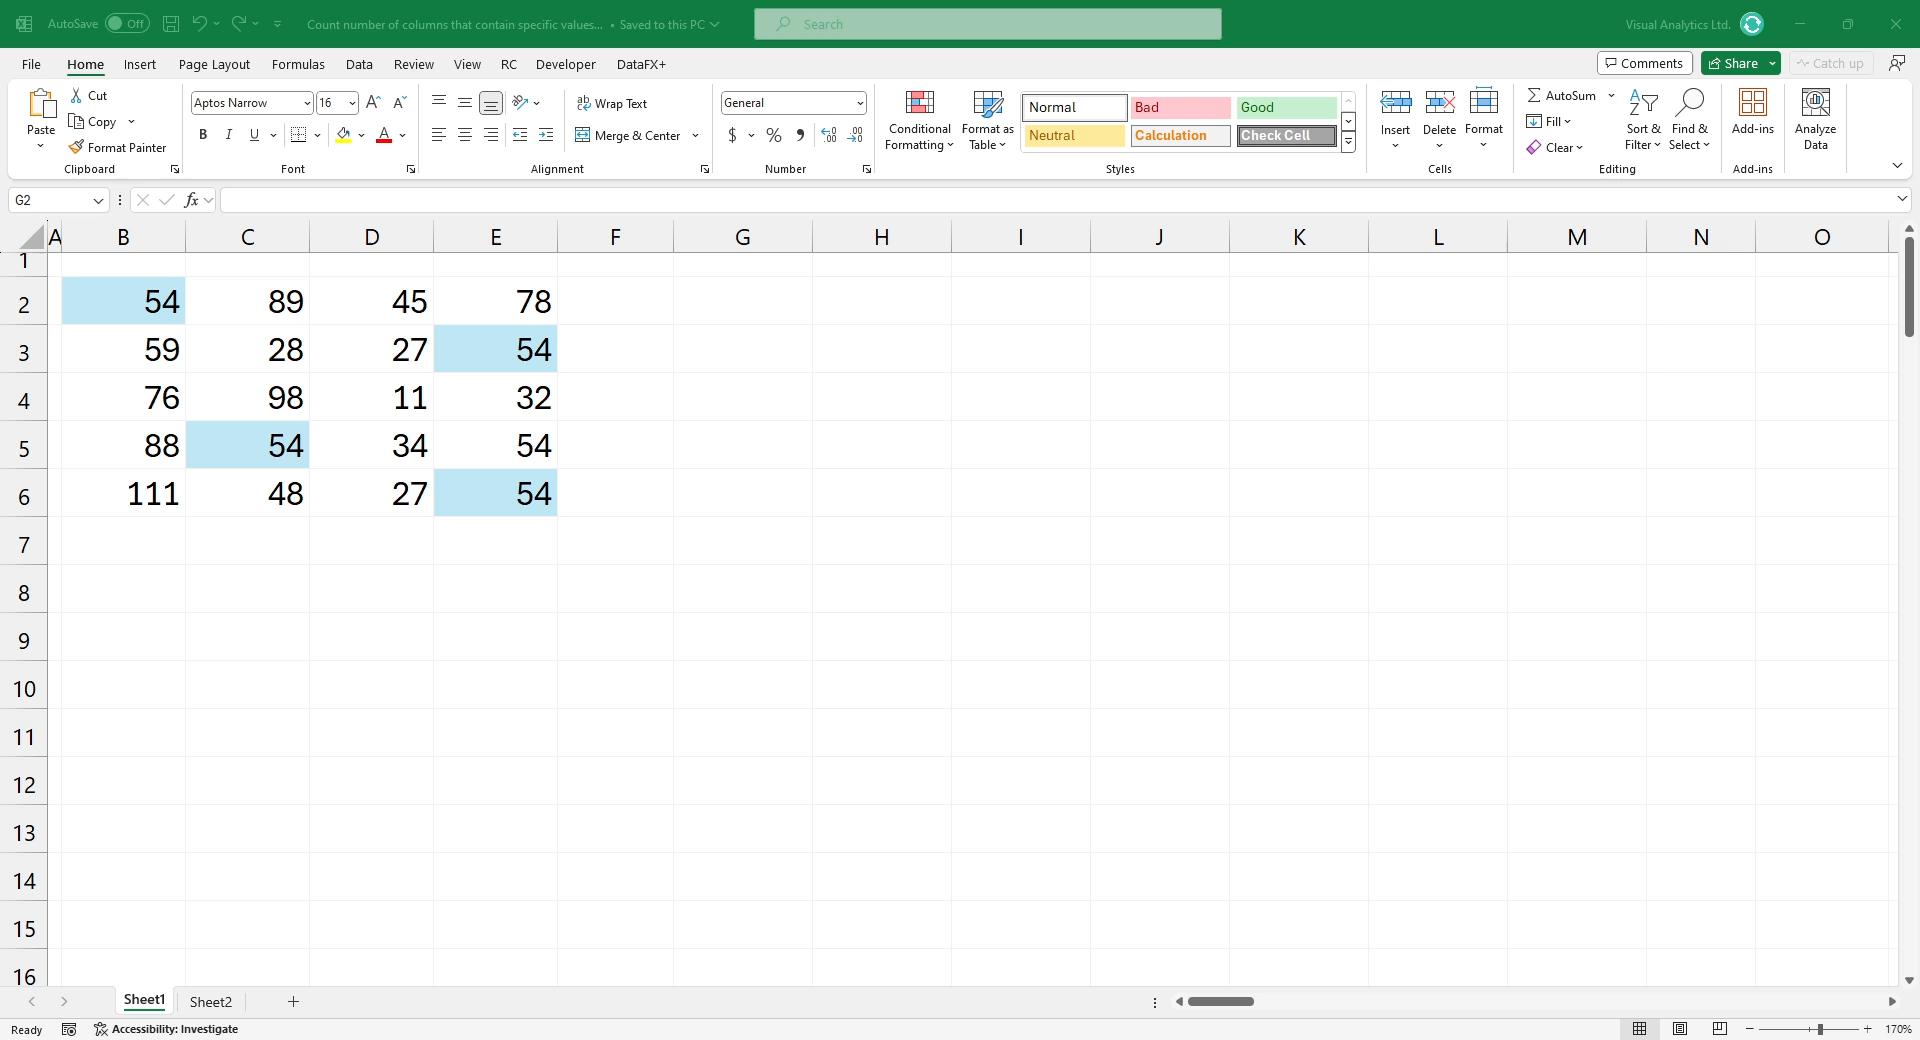 AutoSave Off Count number of columns that contain specific values... • Saved to this PC Search Visual Analytics Ltd.
File Home Insert Page Layout Formulas Data Review View RC Developer DataFX+ Comments Share Catch up
Paste Cut Copy Format Painter Clipboard
Aptos Narrow 16 B I U A Font
Wrap Text Merge & Center Alignment
General $ % Number
Conditional Formatting Format as Table Normal Bad Good Neutral Calculation Check Cell Styles
Insert Delete Format Cells
AutoSum Fill Clear Sort & Filter Find & Select Editing
Add-ins Add-ins
Analyze Data
G2 fx
A B C D E F G H I J K L M N O
1
2 54 89 45 78
3 59 28 27 54
4 76 98 11 32
5 88 54 34 54
6 111 48 27 54
7
8
9
10
11
12
13
14
15
16
Sheet1 Sheet2
Ready Accessibility: Investigate 170%